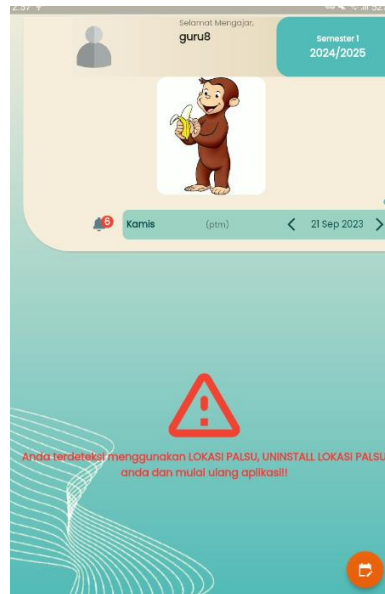 Selamat Mengajar,
guru8
Semester 1
2024/2025
6
Kamis
(ptm)
21 Sep 2023
Anda terdeteksi menggunakan LOKASI PALSU, UNINSTALL LOKASI PALSU
anda dan mulai ulang aplikasi!!